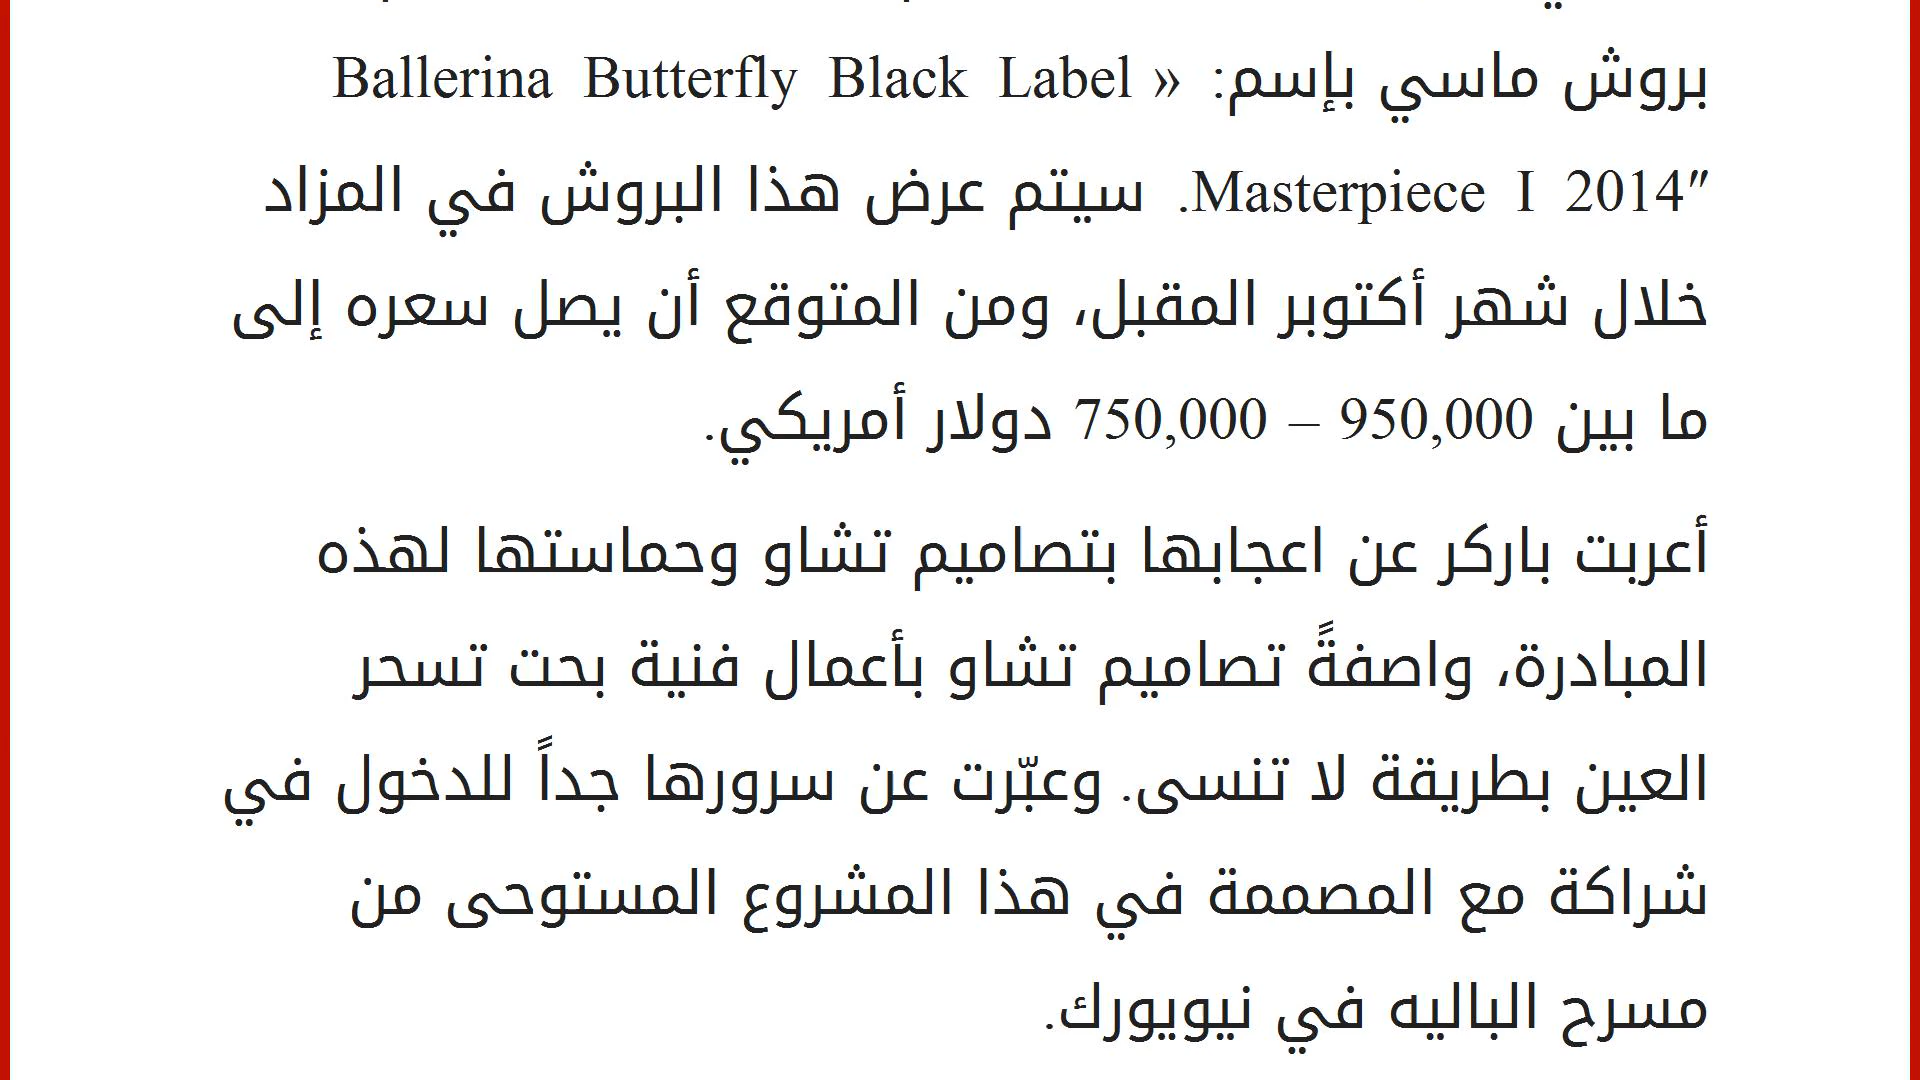 بروش ماسي بإسم: « Ballerina Butterfly Black Label
Masterpiece I 2014″. سيتم عرض هذا البروش في المزاد
خلال شهر أكتوبر المقبل، ومن المتوقع أن يصل سعره إلى
ما بين 950,000 – 750,000 دولار أمريكي.
أعربت باركر عن اعجابها بتصاميم تشاو وحماستها لهذه
المبادرة، واصفةً تصاميم تشاو بأعمال فنية بحت تسحر
العين بطريقة لا تنسى. وعبّرت عن سرورها جداً للدخول في
شراكة مع المصممة في هذا المشروع المستوحى من
مسرح الباليه في نيويورك.